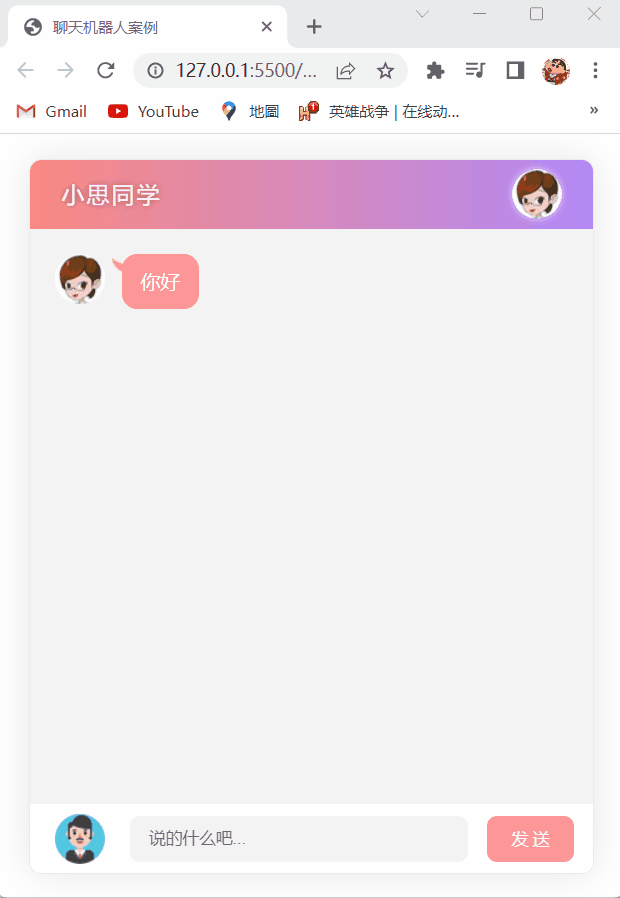 聊天机器人案例
127.0.0.1:5500/...
Gmail
YouTube
地圖
英雄战争 | 在线动...
»
小思同学
你好
说的什么吧...
发送